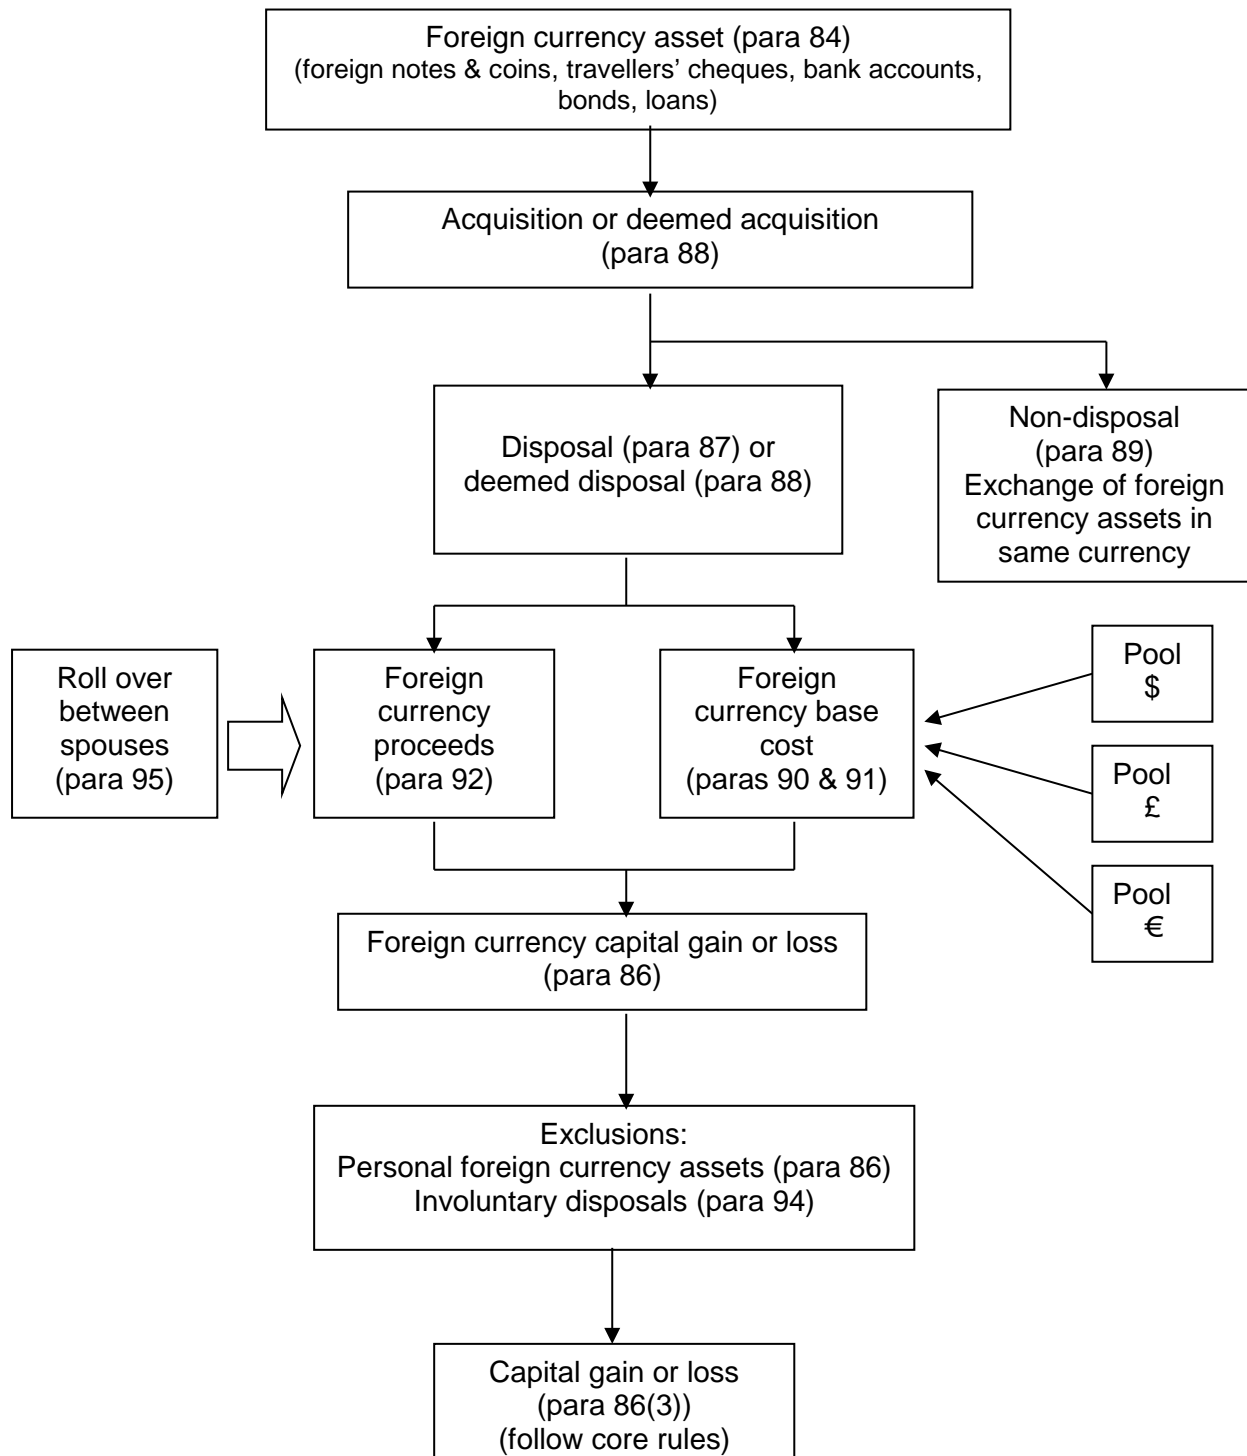 Foreign currency asset (para 84)
(foreign notes & coins, travellers' cheques, bank accounts,
bonds, loans)
Acquisition or deemed acquisition
(para 88)
Disposal (para 87) or
deemed disposal (para 88)
Non-disposal
(para 89)
Exchange of foreign
currency assets in
same currency
Roll over
between
spouses
(para 95)
Foreign
currency
proceeds
(para 92)
Foreign
currency base
cost
(paras 90 & 91)
Pool
$
Pool
£
Pool
€
Foreign currency capital gain or loss
(para 86)
Exclusions:
Personal foreign currency assets (para 86)
Involuntary disposals (para 94)
Capital gain or loss
(para 86(3))
(follow core rules)